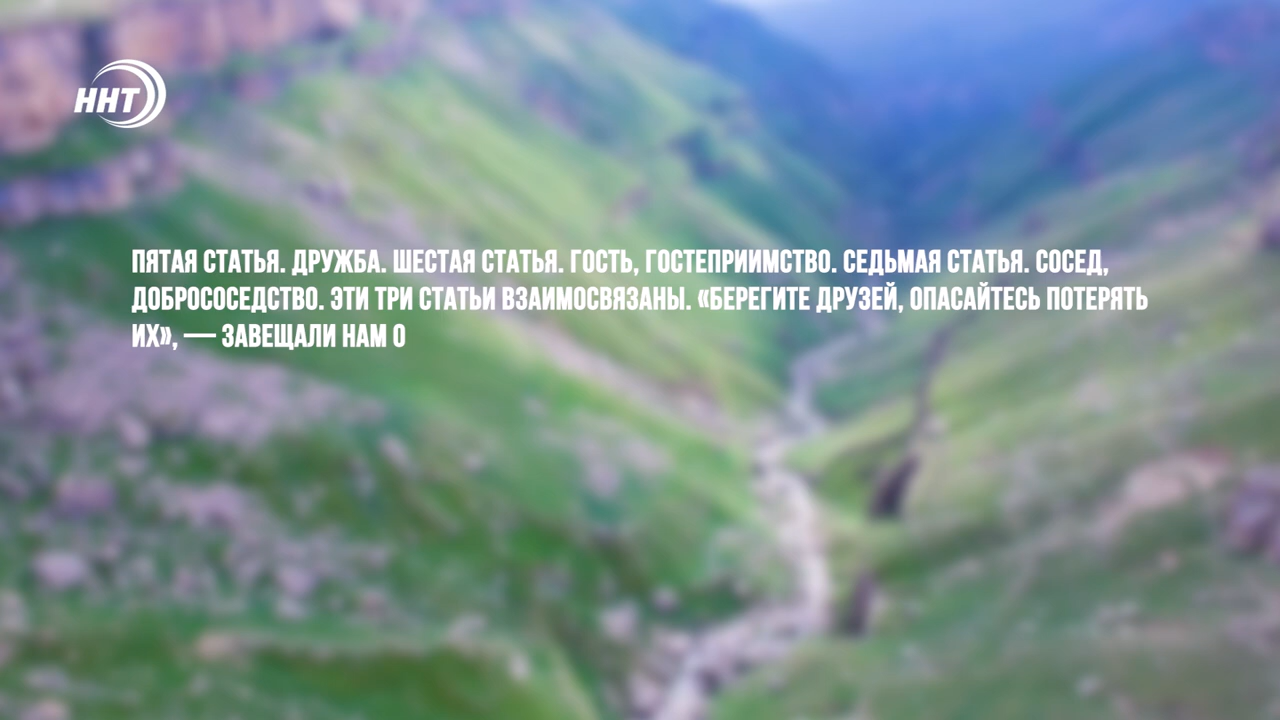 ННТ
ПЯТАЯ СТАТЬЯ. ДРУЖБА. ШЕСТАЯ СТАТЬЯ. ГОСТЬ, ГОСТЕПРИИМСТВО. СЕДЬМАЯ СТАТЬЯ. СОСЕД,
ДОБРОСОСЕДСТВО. ЭТИ ТРИ СТАТЬИ ВЗАИМОСВЯЗАНЫ. «БЕРЕГИТЕ ДРУЗЕЙ, ОПАСАЙТЕСЬ ПОТЕРЯТЬ
ИХ», — ЗАВЕЩАЛИ НАМ О